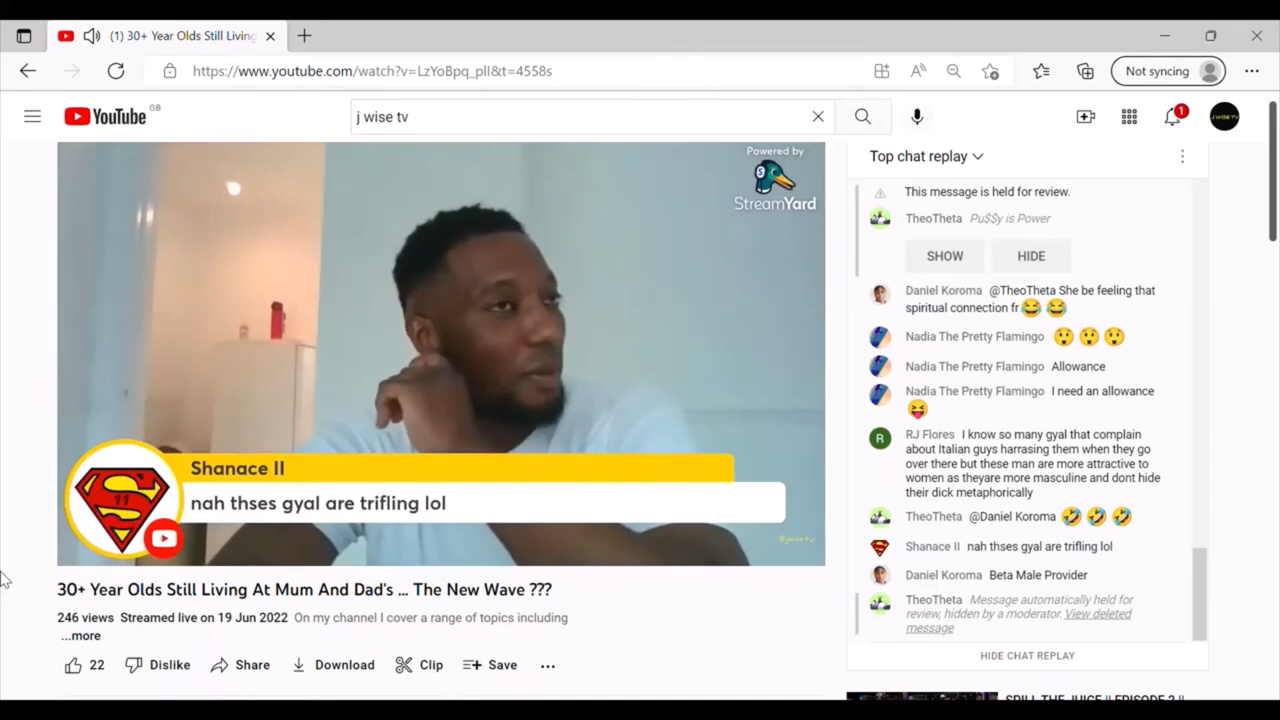 (1) 30+ Year Olds Still Living
https://www.youtube.com/watch?v=LzYoBpq_plI&t=4558s
Not syncing
YouTube
GB
j wise tv
1
J WISE TV
Powered by
StreamYard
Shanace II
nah thses gyal are trifling lol
@jwisetv
30+ Year Olds Still Living At Mum And Dad's ... The New Wave ???
246 views Streamed live on 19 Jun 2022 On my channel I cover a range of topics including
...more
22
Dislike
Share
Download
Clip
Save
Top chat replay
This message is held for review.
TheoTheta Pu$$y is Power
SHOW
HIDE
Daniel Koroma @TheoTheta She be feeling that
spiritual connection fr😂 😂
Nadia The Pretty Flamingo 😲 😲 😲
Nadia The Pretty Flamingo Allowance
Nadia The Pretty Flamingo I need an allowance
😝
R
RJ Flores I know so many gyal that complain
about Italian guys harrasing them when they go
over there but these man are more attractive to
women as theyare more masculine and dont hide
their dick metaphorically
TheoTheta @Daniel Koroma 🤣 🤣 🤣
Shanace II nah thses gyal are trifling lol
Daniel Koroma Beta Male Provider
TheoTheta Message automatically held for
review, hidden by a moderator. View deleted
message
HIDE CHAT REPLAY
SPILL THE JUICE || EPISODE 2 ||